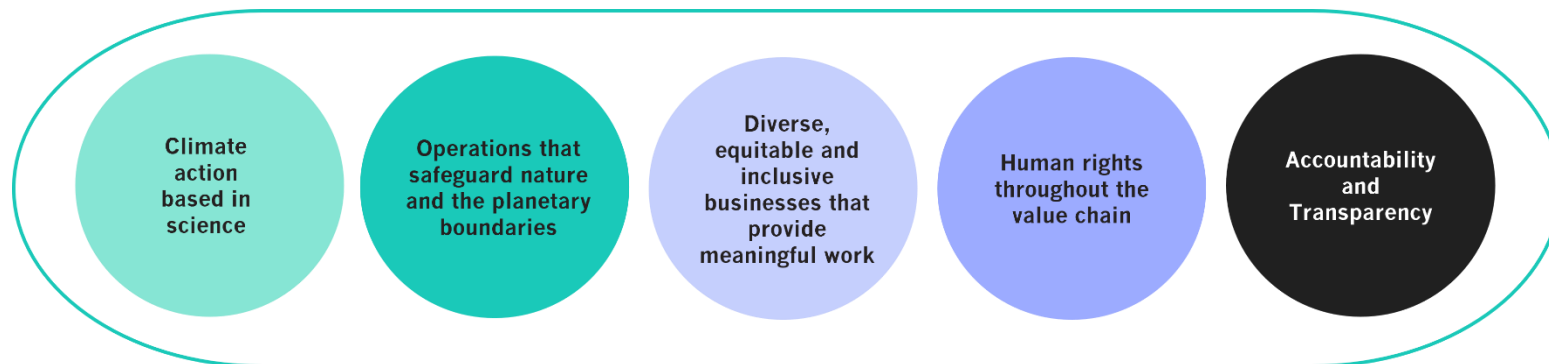 Climate
action
based in
science
Operations that
safeguard nature
and the planetary
boundaries
Diverse,
equitable and
inclusive
businesses that
provide
meaningful work
Human rights
throughout the
value chain
Accountability
and
Transparency